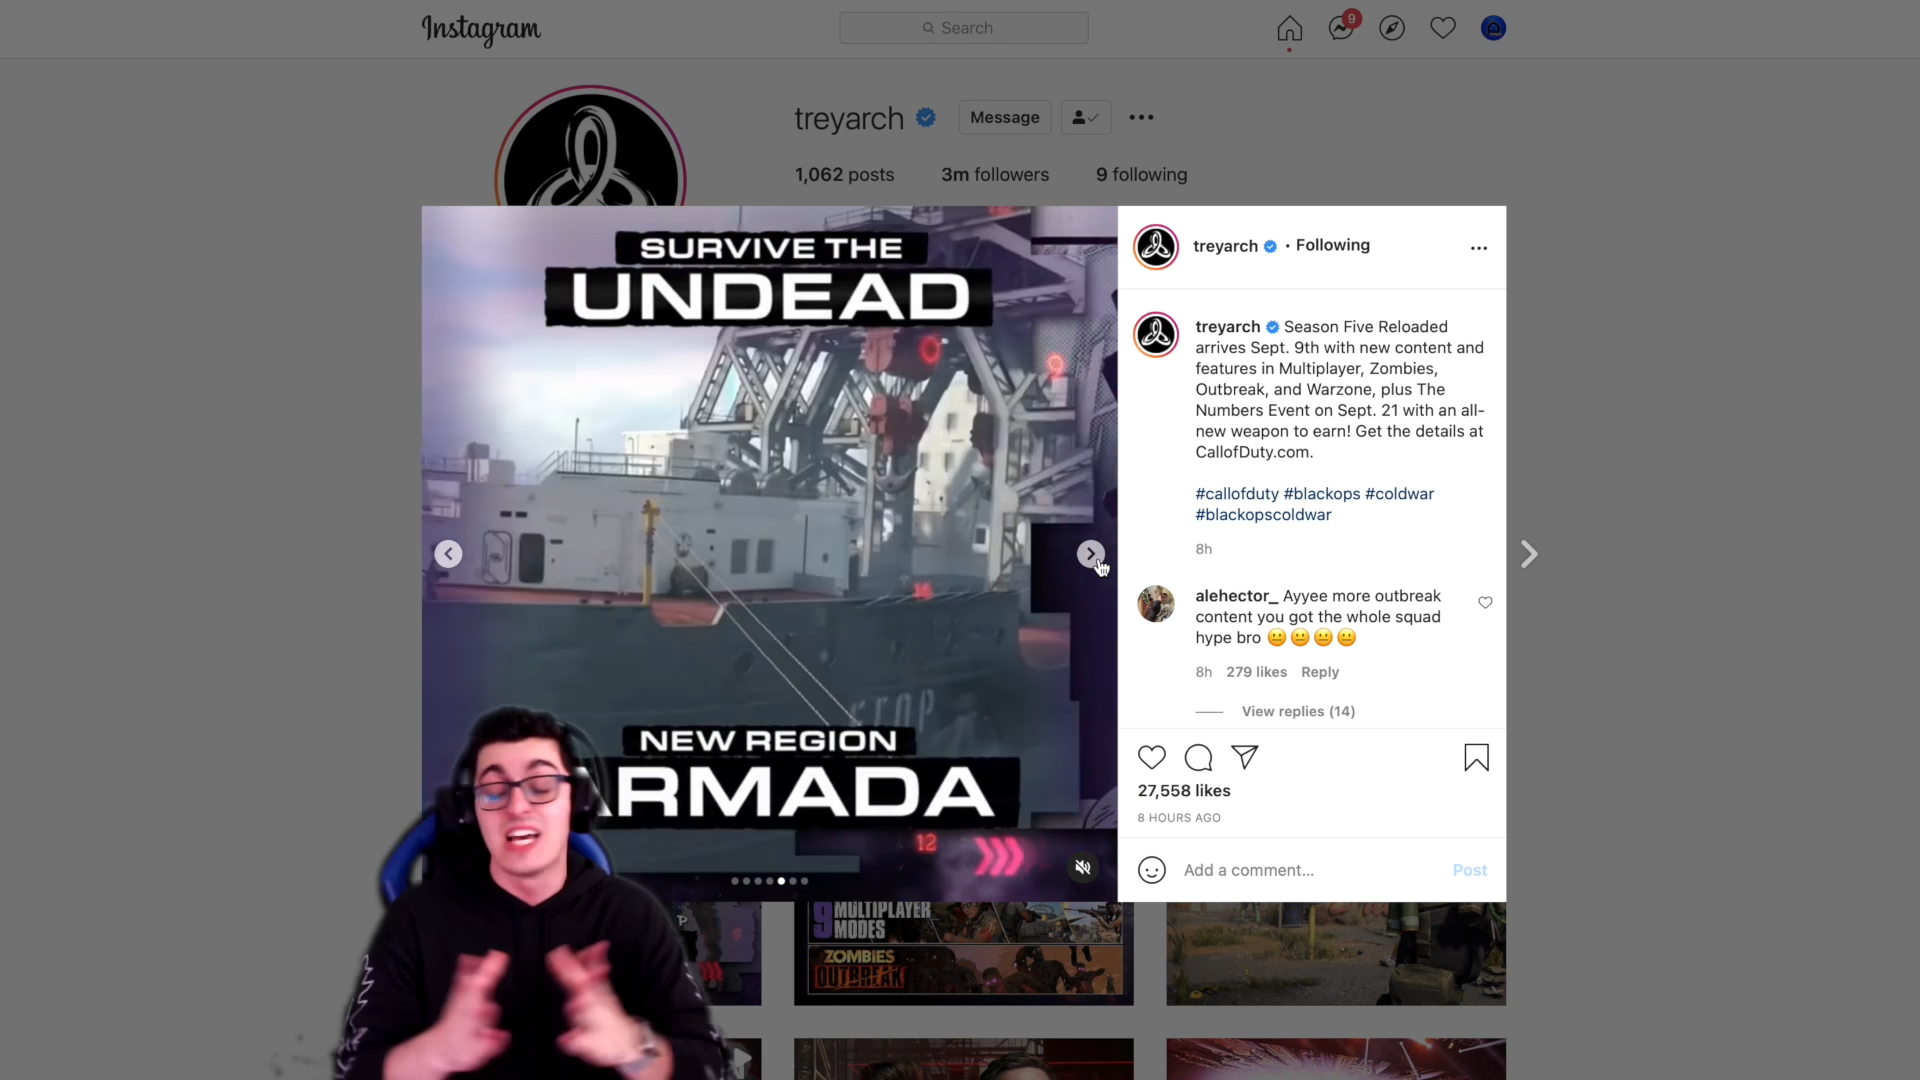 Instagram
Search
9
treyarch
Message
1,062 posts
3m followers
9 following
SURVIVE THE
UNDEAD
16
STOP
NEW REGION
ARMADA
12
treyarch • Following
treyarch Season Five Reloaded
arrives Sept. 9th with new content and
features in Multiplayer, Zombies,
Outbreak, and Warzone, plus The
Numbers Event on Sept. 21 with an all-
new weapon to earn! Get the details at
CallofDuty.com.
#callofduty #blackops #coldwar
#blackopscoldwar
8h
alehector_ Ayyee more outbreak
content you got the whole squad
hype bro 😐😐😐😐
8h 279 likes Reply
View replies (14)
27,558 likes
8 HOURS AGO
Add a comment...
Post
9 MULTIPLAYER
MODES
ZOMBIES
OUTBREAK